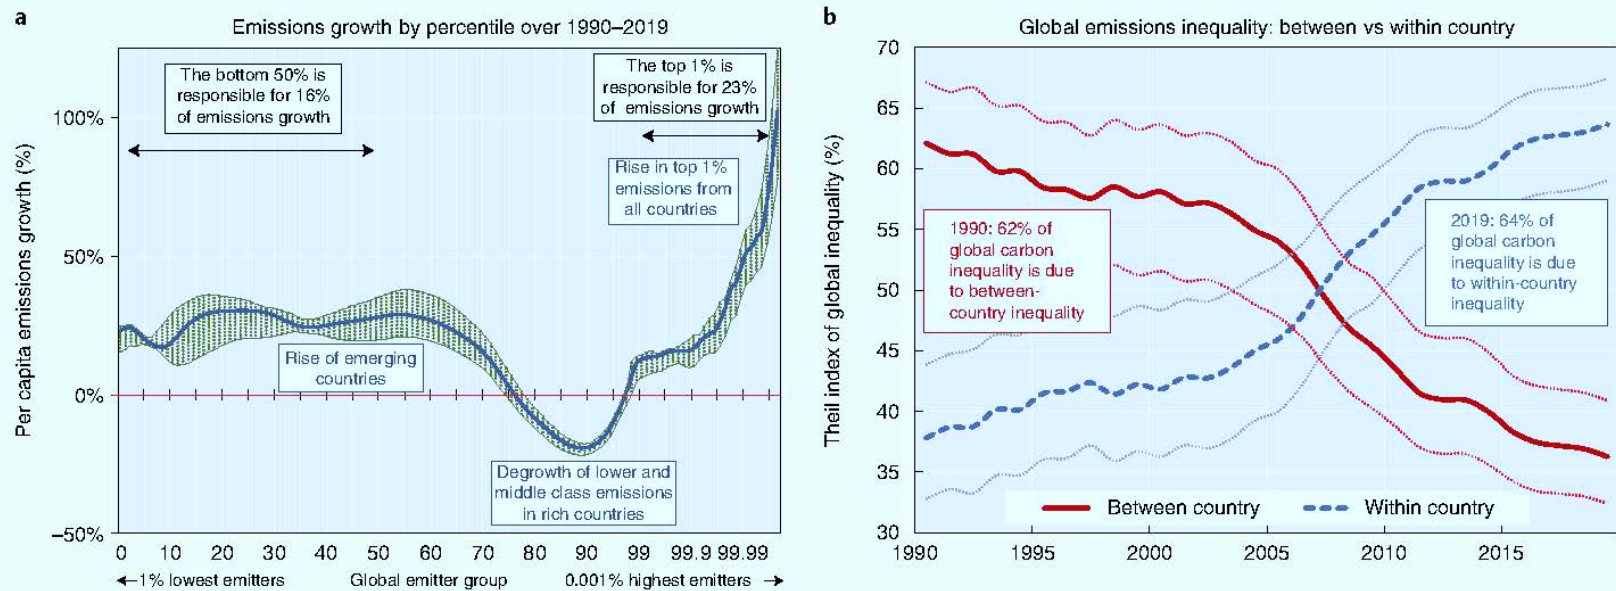 a
Emissions growth by percentile over 1990–2019
The bottom 50% is
responsible for 16%
of emissions growth
The top 1% is
responsible for 23%
of emissions growth
Rise in top 1%
emissions from
all countries
Rise of emerging
countries
Degrowth of lower and
middle class emissions
in rich countries
Per capita emissions growth (%)
100%
50%
0%
–50%
0 10 20 30 40 50 60 70 80 90 99 99.9 99.99
1% lowest emitters
Global emitter group
0.001% highest emitters
b
Global emissions inequality: between vs within country
Theil index of global inequality (%)
70
65
60
55
50
45
40
35
30
1990: 62% of
global carbon
inequality is due
to between-
country inequality
2019: 64% of
global carbon
inequality is due
to within-country
inequality
Between country
Within country
1990 1995 2000 2005 2010 2015